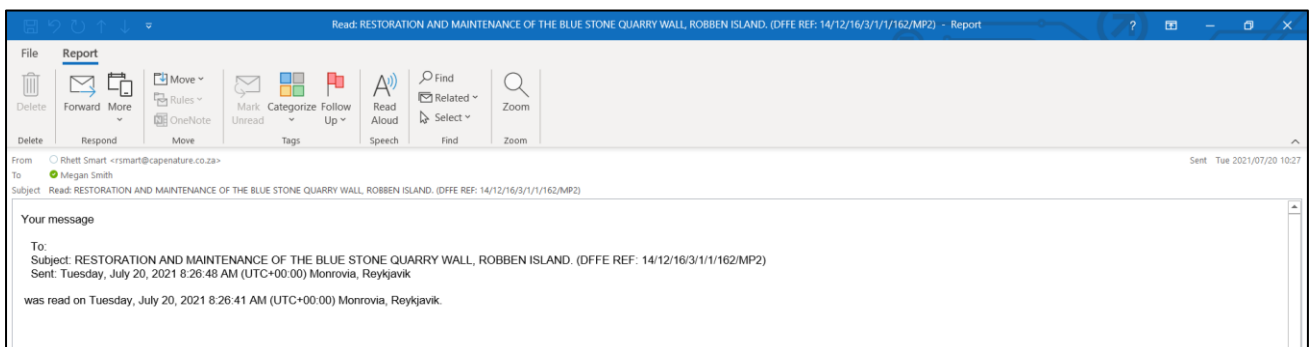 Read: RESTORATION AND MAINTENANCE OF THE BLUE STONE QUARRY WALL, ROBBEN ISLAND. (DFFE REF: 14/12/16/3/1/1/162/MP2) - Report
File Report
Delete
Forward More
Move
Rules
OneNote
Mark Unread
Categorize
Follow Up
Read Aloud
Find
Related
Select
Zoom
Delete Respond Move Tags Speech Find Zoom
From Rhett Smart <rsmart@capenature.co.za> Sent Tue 2021/07/20 10:27
To Megan Smith
Subject Read: RESTORATION AND MAINTENANCE OF THE BLUE STONE QUARRY WALL, ROBBEN ISLAND. (DFFE REF: 14/12/16/3/1/1/162/MP2)
Your message
To:
Subject: RESTORATION AND MAINTENANCE OF THE BLUE STONE QUARRY WALL, ROBBEN ISLAND. (DFFE REF: 14/12/16/3/1/1/162/MP2)
Sent: Tuesday, July 20, 2021 8:26:48 AM (UTC+00:00) Monrovia, Reykjavik
was read on Tuesday, July 20, 2021 8:26:41 AM (UTC+00:00) Monrovia, Reykjavik.